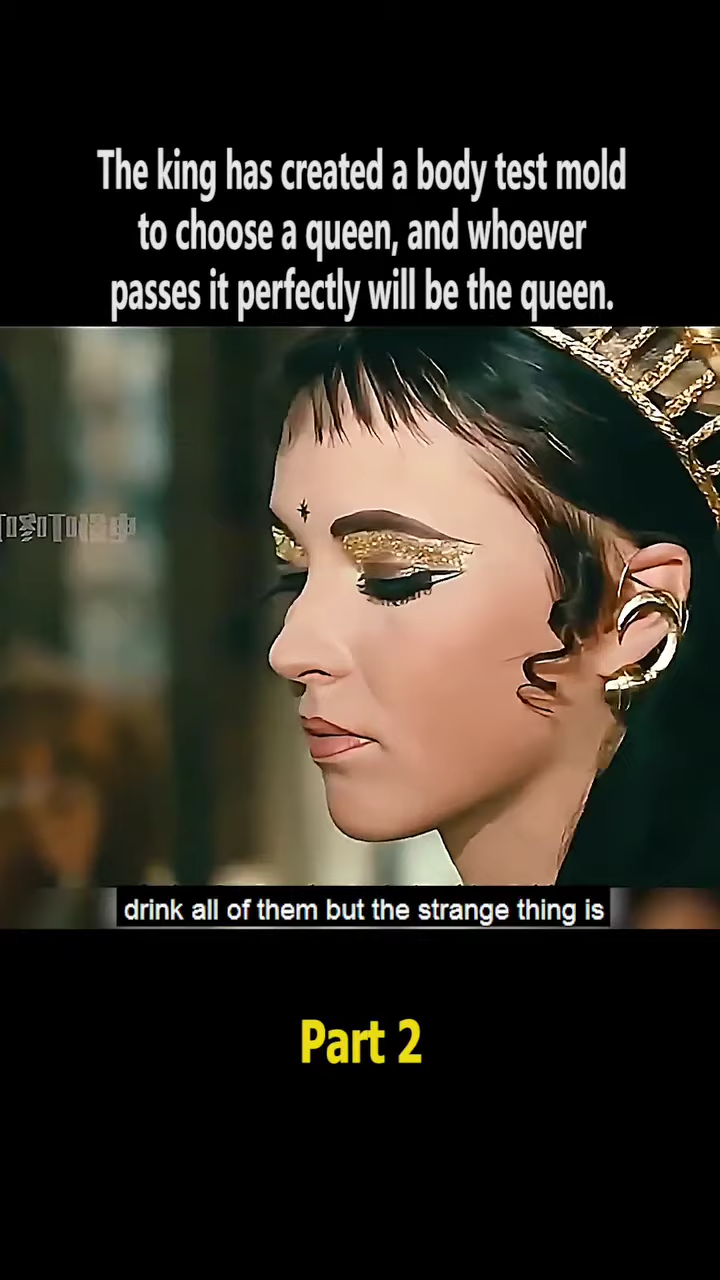 The king has created a body test mold
to choose a queen, and whoever
passes it perfectly will be the queen.
drink all of them but the strange thing is
Part 2